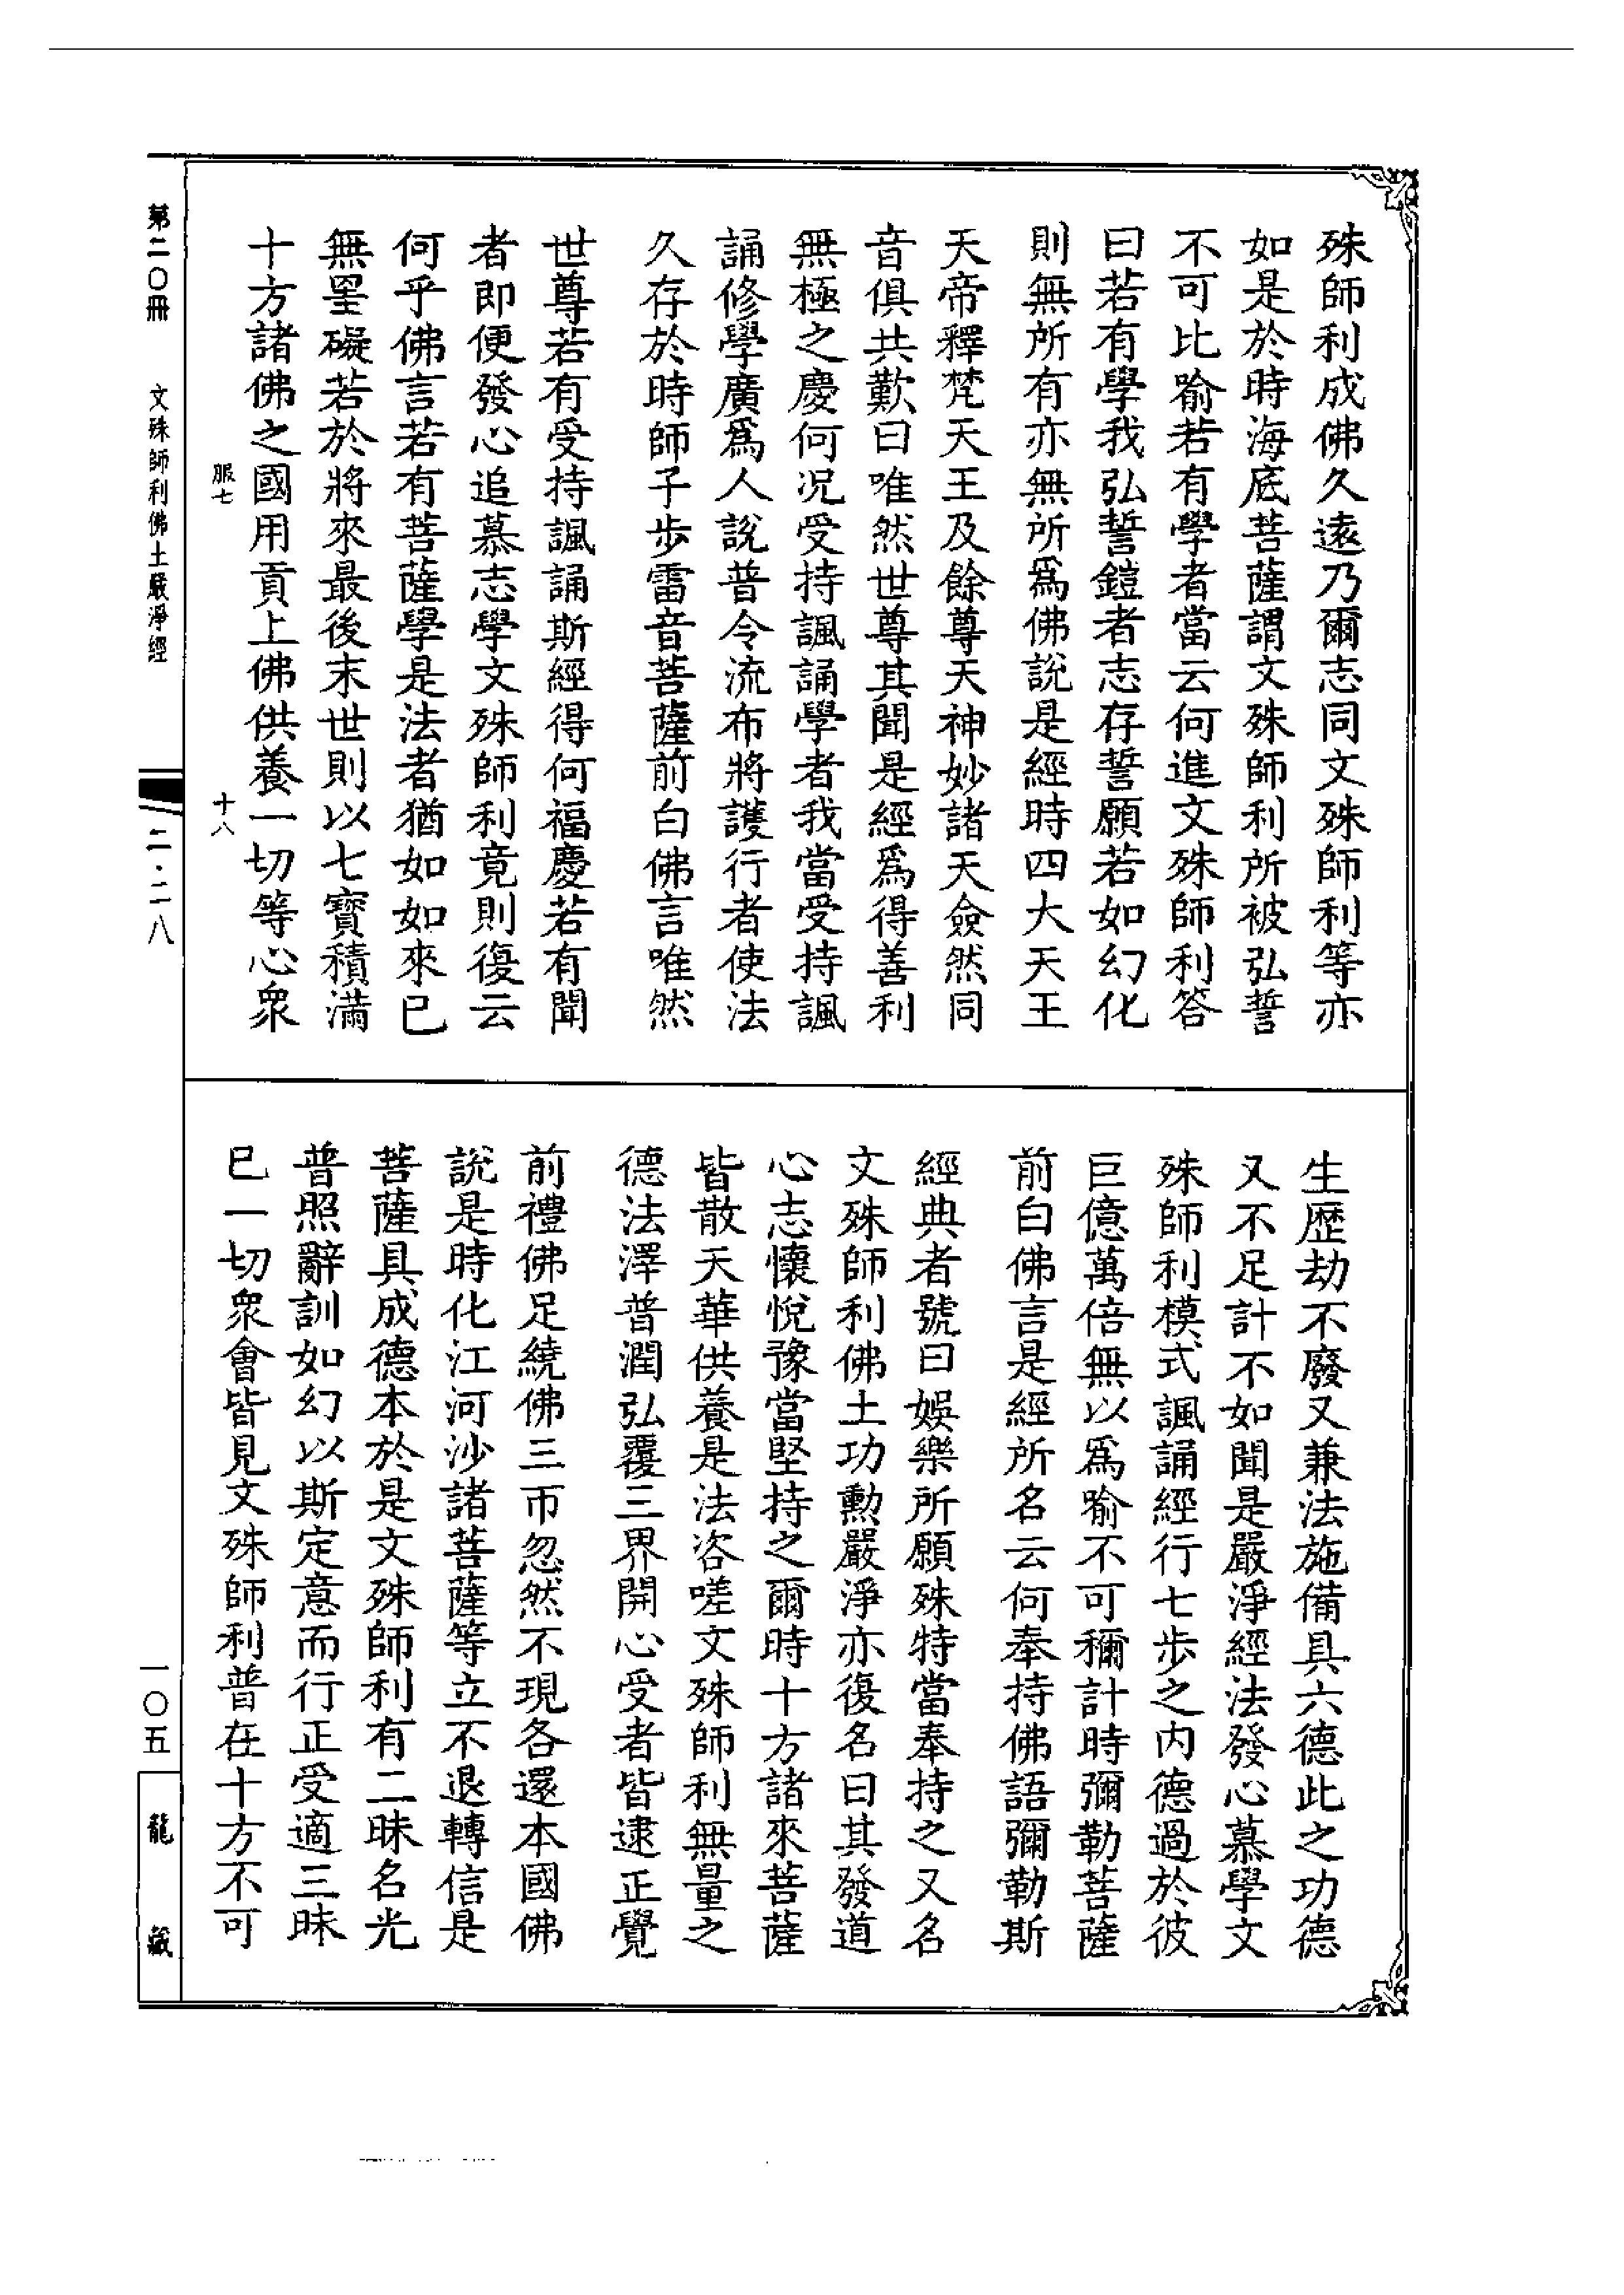 殊師利成佛久遠乃爾志同文殊師利等亦
如是於時海底菩薩謂文殊師利所被弘誓
不可比喻若有學者當云何進文殊師利答
曰若有學我弘誓鎧者志存誓願若如幻化
則無所有亦無所爲佛說是經時四大天王
天帝釋梵天王及餘尊天神妙諸天僉然同
音俱共歎曰唯然世尊其聞是經爲得善利
無極之慶何況受持諷誦學者我當受持諷
誦修學廣爲人說普令流布將護行者使法
久存於時師子步雷音菩薩前白佛言唯然
世尊若有受持諷誦斯經得何福慶若有聞
者即便發心追慕志學文殊師利竟則復云
何乎佛言若有菩薩學是法者猶如如來已
無罣礙若於將來最後末世則以七寶積滿
十方諸佛之國用貢上佛供養一切等心衆
服七
十八
生歷劫不廢又兼法施備具六德此之功德
又不足計不如聞是嚴淨經法發心慕學文
殊師利模式諷誦經行七步之內德過於彼
巨億萬倍無以爲喻不可稱計時彌勒菩薩
前白佛言是經所名云何奉持佛語彌勒斯
經典者號曰娛樂所願殊特當奉持之又名
文殊師利佛土功勳嚴淨亦復名曰其發道
心志懷悅豫當堅持之爾時十方諸來菩薩
皆散天華供養是法咨嗟文殊師利無量之
德法澤普潤弘覆三界開心受者皆逮正覺
前禮佛足繞佛三帀忽然不現各還本國佛
說是時化江河沙諸菩薩等立不退轉信是
菩薩具成德本於是文殊師利有二昧名光
普照辭訓如幻以斯定意而行正受適三昧
已一切衆會皆見文殊師利普在十方不可
第二〇冊
文殊師利佛土嚴淨經
二·二八
一〇五
龍藏